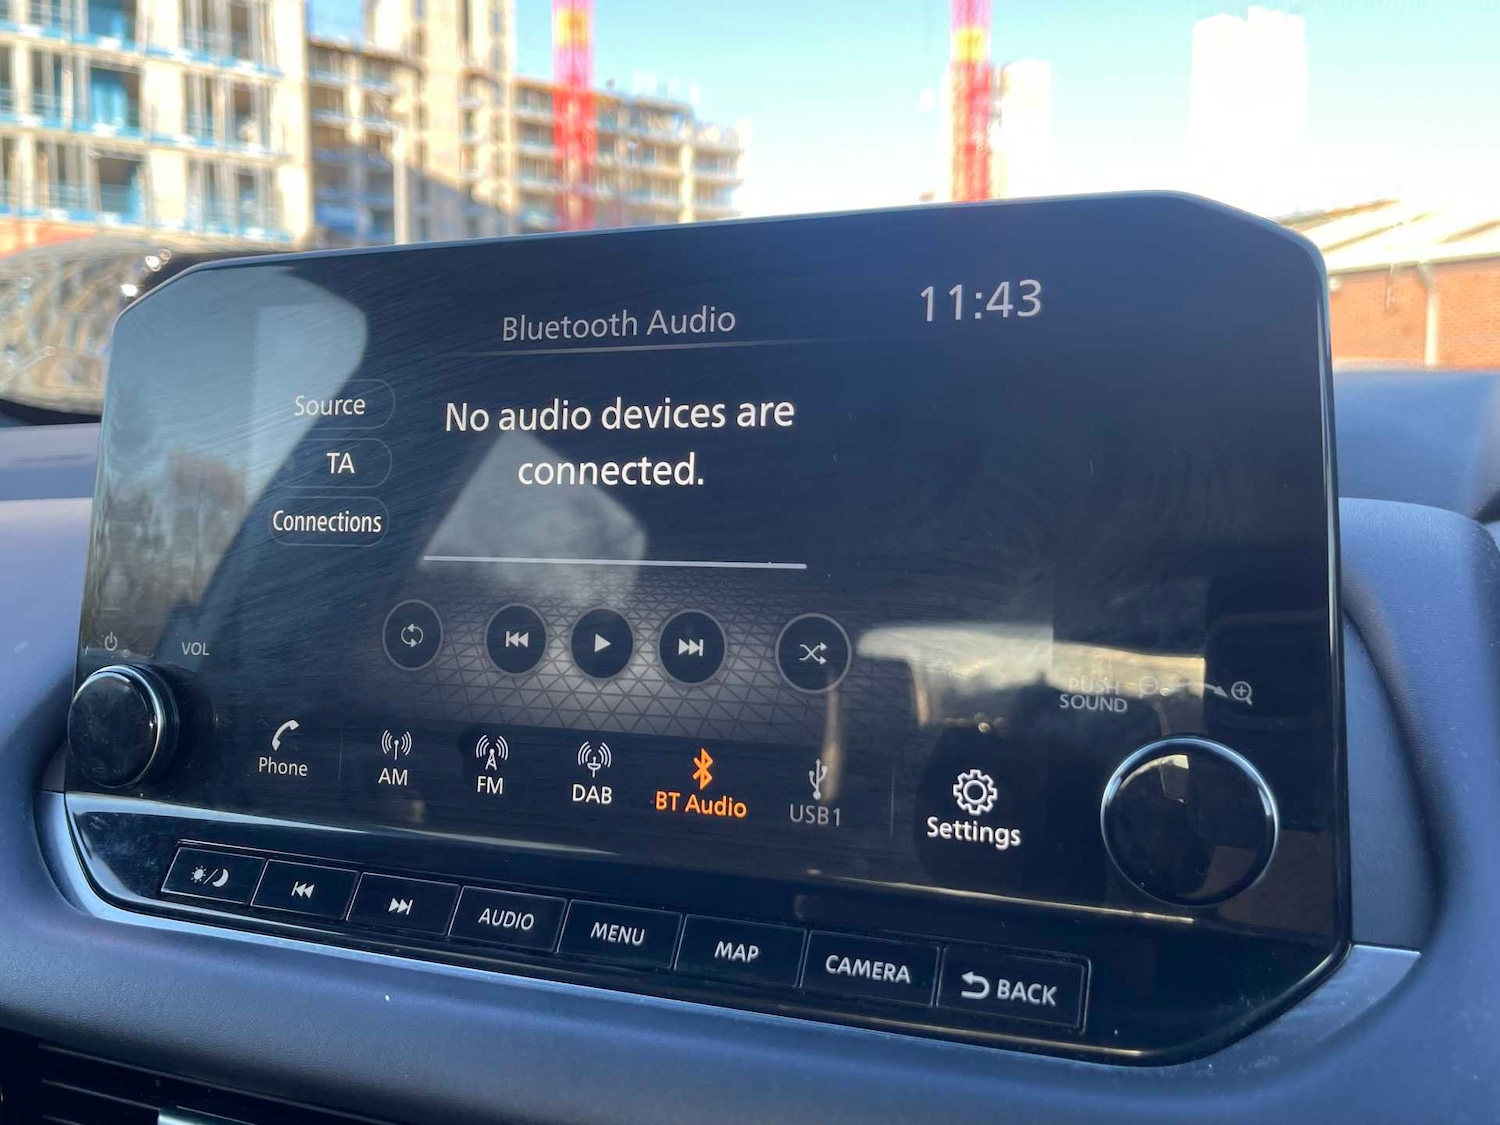 Bluetooth Audio
11:43
Source
TA
Connections
No audio devices are
connected.
VOL
PUSH
SOUND
Phone
AM
FM
DAB
BT Audio
USB1
Settings
AUDIO
MENU
MAP
CAMERA
BACK